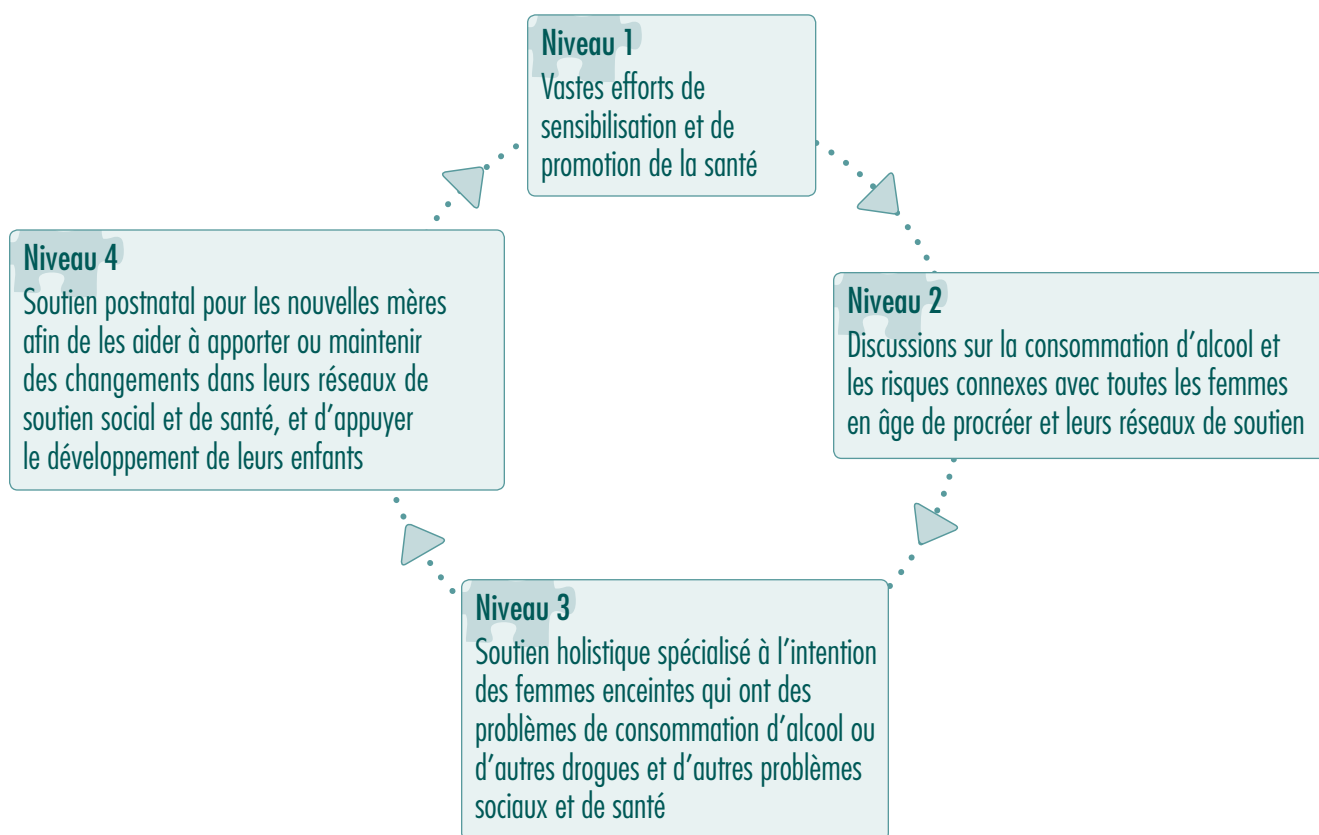 Niveau 1
Vastes efforts de
sensibilisation et de
promotion de la santé
Niveau 2
Discussions sur la consommation d’alcool et
les risques connexes avec toutes les femmes
en âge de procréer et leurs réseaux de soutien
Niveau 3
Soutien holistique spécialisé à l’intention
des femmes enceintes qui ont des
problèmes de consommation d’alcool ou
d’autres drogues et d’autres problèmes
sociaux et de santé
Niveau 4
Soutien postnatal pour les nouvelles mères
afin de les aider à apporter ou maintenir
des changements dans leurs réseaux de
soutien social et de santé, et d’appuyer
le développement de leurs enfants